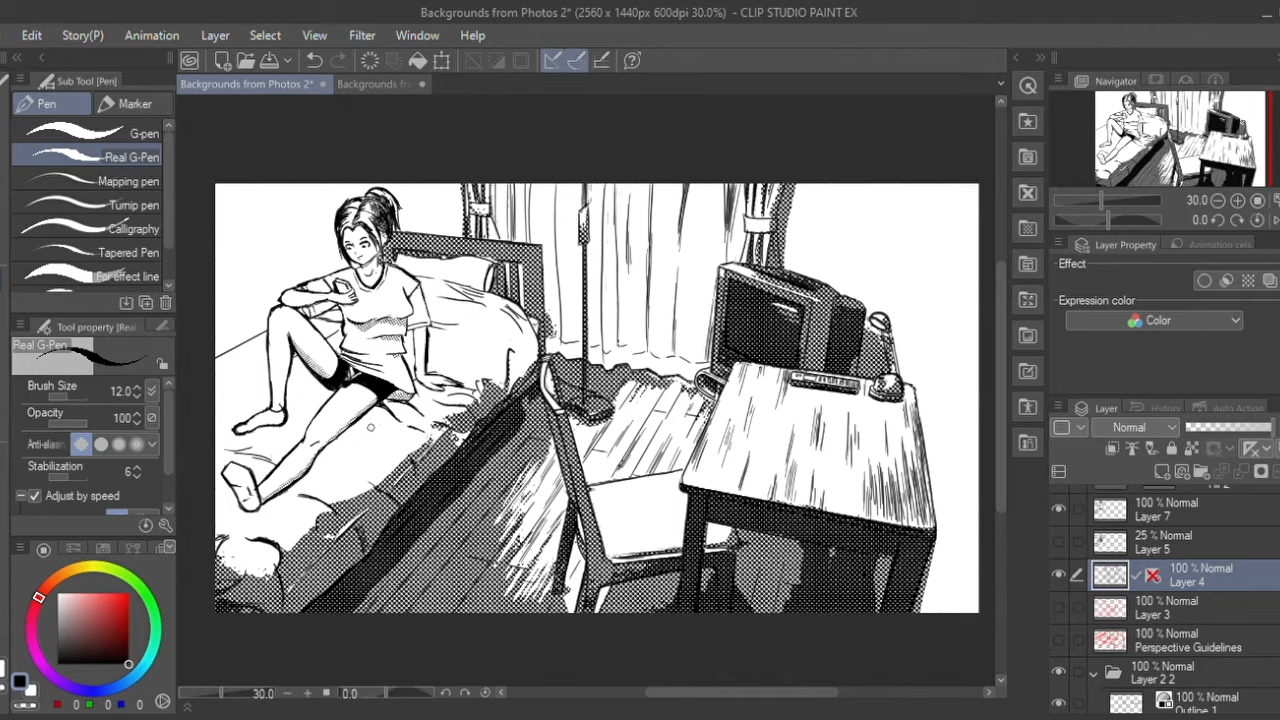 Backgrounds from Photos 2* (2560 x 1440px 600dpi 30.0%) - CLIP STUDIO PAINT EX
Edit Story(P) Animation Layer Select View Filter Window Help
Sub Tool [Pen]
Backgrounds from Photos 2*
Backgrounds
Navigator
Pen
Marker
G-pen
Real G-Pen
Mapping pen
Turnip pen
Calligraphy
Tapered Pen
For effect line
Tool property [Real
Real G-Pen
Brush Size
12.0
Opacity
100
Stabilization
6
Adjust by speed
0 0 0
30.0
0.0
30.0
0.0
Layer Property
Animation cels
Effect
Expression color
Color
Layer
History
Auto Action
Normal
100 % Normal
Layer 7
25 % Normal
Layer 5
100 % Normal
Layer 4
100 % Normal
Layer 3
100 % Normal
Perspective Guidelines
100 % Normal
Layer 2 2
100 % Normal
Outline 1